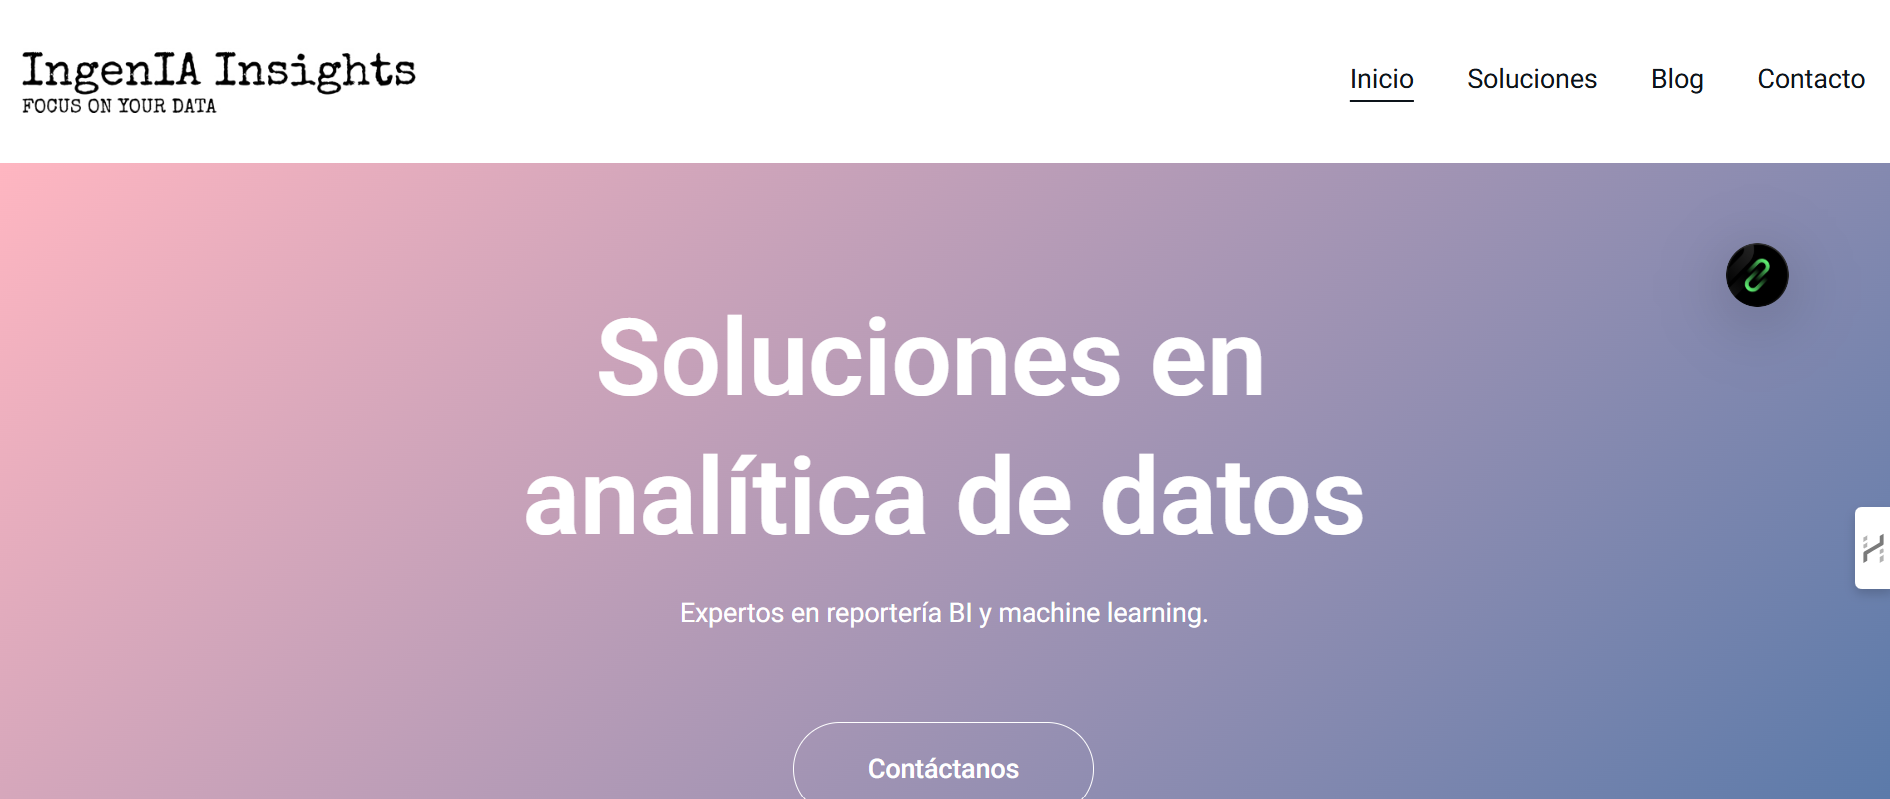 IngenIA Insights
FOCUS ON YOUR DATA
Inicio Soluciones Blog Contacto
Soluciones en
analítica de datos
Expertos en reportería BI y machine learning.
Contáctanos